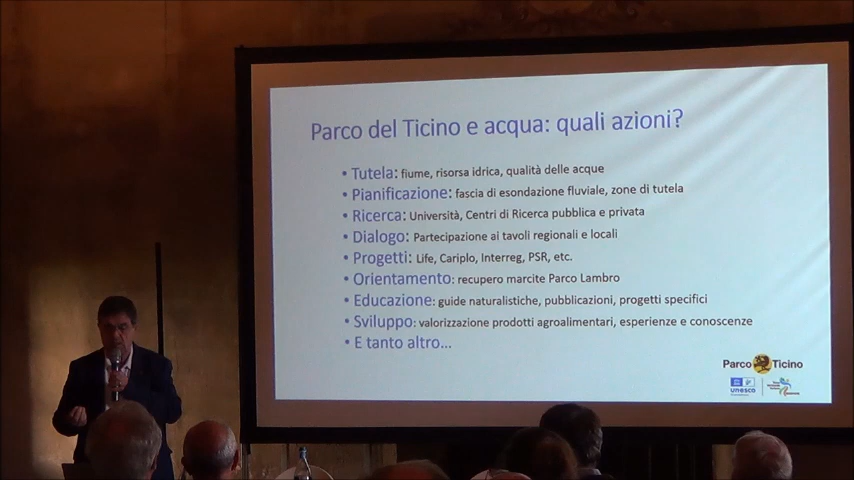 Parco del Ticino e acqua: quali azioni?
• Tutela: fiume, risorsa idrica, qualità delle acque
• Pianificazione: fascia di esondazione fluviale, zone di tutela
• Ricerca: Università, Centri di Ricerca pubblica e privata
• Dialogo: Partecipazione ai tavoli regionali e locali
• Progetti: Life, Cariplo, Interreg, PSR, etc.
• Orientamento: recupero marcite Parco Lambro
• Educazione: guide naturalistiche, pubblicazioni, progetti specifici
• Sviluppo: valorizzazione prodotti agroalimentari, esperienze e conoscenze
• E tanto altro...
Parco Ticino
unesco